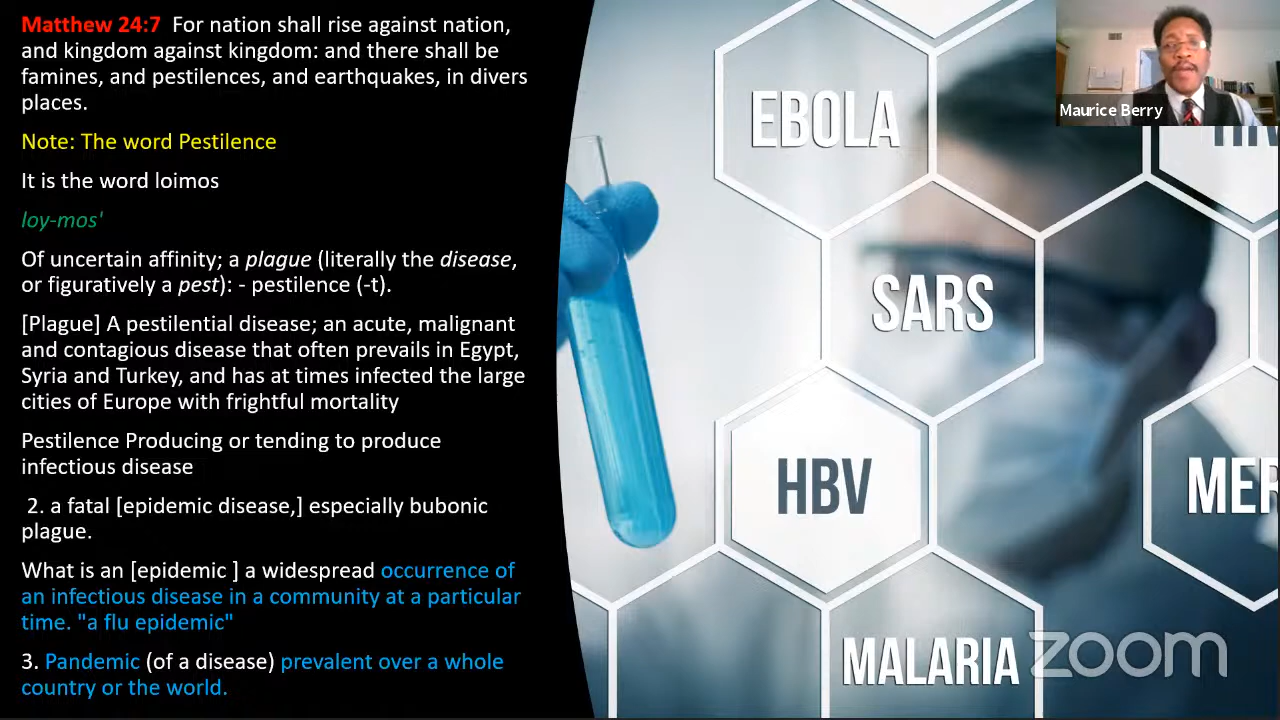 Matthew 24:7 For nation shall rise against nation,
and kingdom against kingdom: and there shall be
famines, and pestilences, and earthquakes, in divers
places.
Note: The word Pestilence
It is the word loimos
loy-mos'
Of uncertain affinity; a plague (literally the disease,
or figuratively a pest): - pestilence (-t).
[Plague] A pestilential disease; an acute, malignant
and contagious disease that often prevails in Egypt,
Syria and Turkey, and has at times infected the large
cities of Europe with frightful mortality
Pestilence Producing or tending to produce
infectious disease
2. a fatal [epidemic disease,] especially bubonic
plague.
What is an [epidemic ] a widespread occurrence of
an infectious disease in a community at a particular
time. "a flu epidemic"
3. Pandemic (of a disease) prevalent over a whole
country or the world.
EBOLA
SARS
HBV
MALARIA
Maurice Berry
zoom